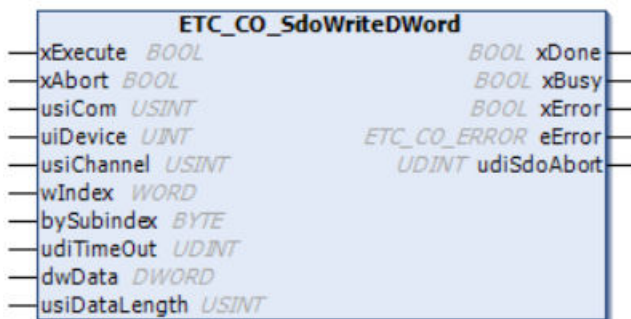 ETC_CO_SdoWriteDWord
xExecute BOOL BOOL xDone
xAbort BOOL BOOL xBusy
usiCom USINT BOOL xError
uiDevice UINT ETC_CO_ERROR eError
usiChannel USINT UDINT udiSdoAbort
wIndex WORD
bySubindex BYTE
udiTimeOut UDINT
dwData DWORD
usiDataLength USINT